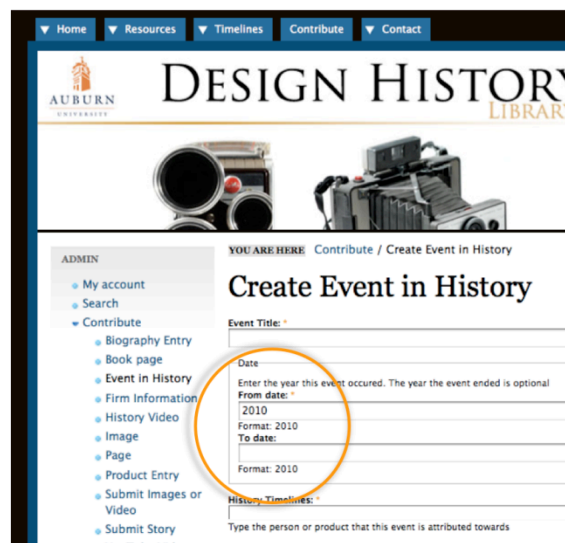 ▼ Home ▼ Resources ▼ Timelines Contribute ▼ Contact
AUBURN
UNIVERSITY
DESIGN HISTORY
LIBRARY
ADMIN
My account
Search
Contribute
Biography Entry
Book page
Event in History
Firm Information
History Video
Image
Page
Product Entry
Submit Images or
Video
Submit Story
YOU ARE HERE Contribute / Create Event in History
Create Event in History
Event Title: *
Date
Enter the year this event occured. The year the event ended is optional
From date: *
2010
Format: 2010
To date:
Format: 2010
History Timelines: *
Type the person or product that this event is attributed towards